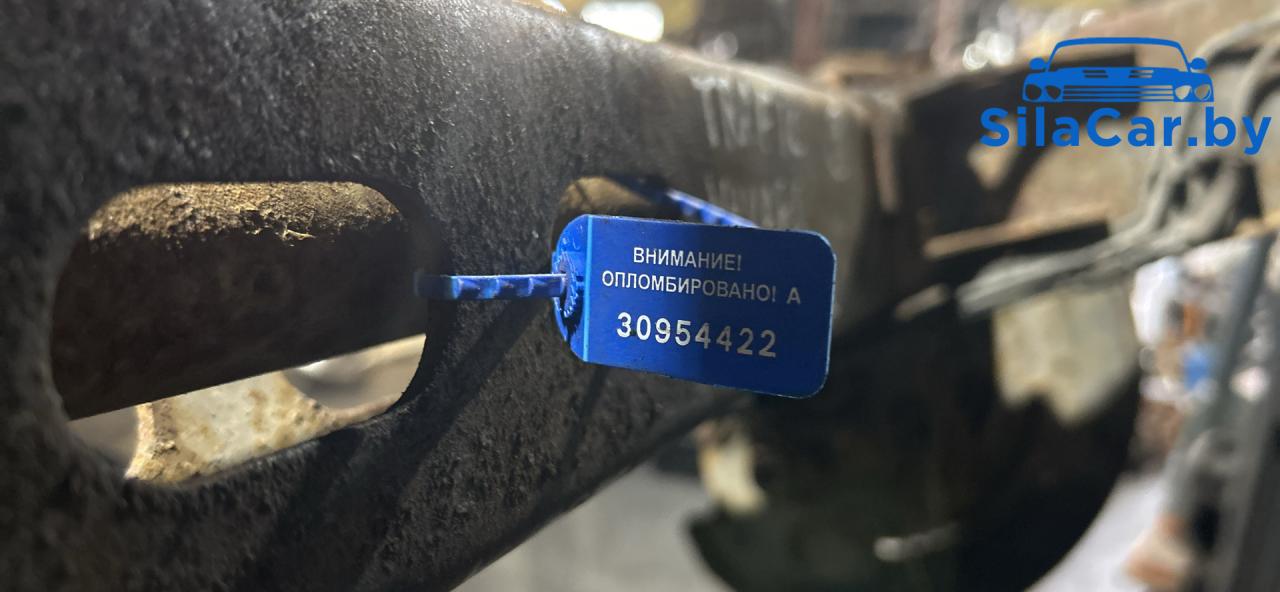 SilaCar.by
ВНИМАНИЕ!
ОПЛОМБИРОВАНО! А
30954422